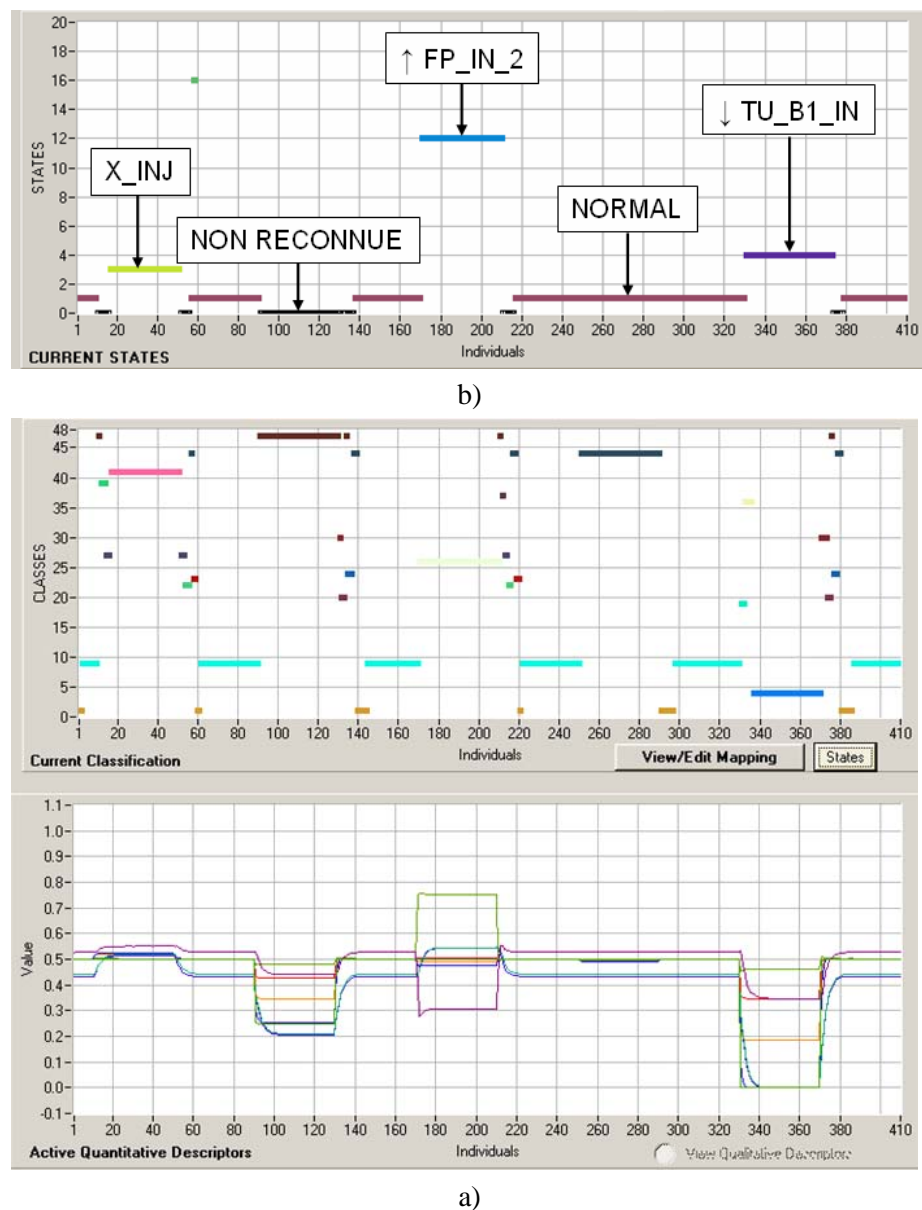 20
18
16
14
12
10
8
6
4
2
0
STATES
↑ FP_IN_2
↓ TU_B1_IN
X_INJ
NON RECONNUE
NORMAL
1 20 40 60 80 100 120 140 160 180 200 220 240 260 280 300 320 340 360 380 410
Individuals
CURRENT STATES
b)
48
45
40
35
30
25
20
15
10
5
0
CLASSES
1 20 40 60 80 100 120 140 160 180 200 220 240 260 280 300 320 340 360 380 410
Individuals
Current Classification
View/Edit Mapping
States
1.1
1.0
0.9
0.8
0.7
0.6
0.5
0.4
0.3
0.2
0.1
0.0
-0.1
Value
1 20 40 60 80 100 120 140 160 180 200 220 240 260 280 300 320 340 360 380 410
Individuals
Active Quantitative Descriptors
View Qualitative Descriptors
a)